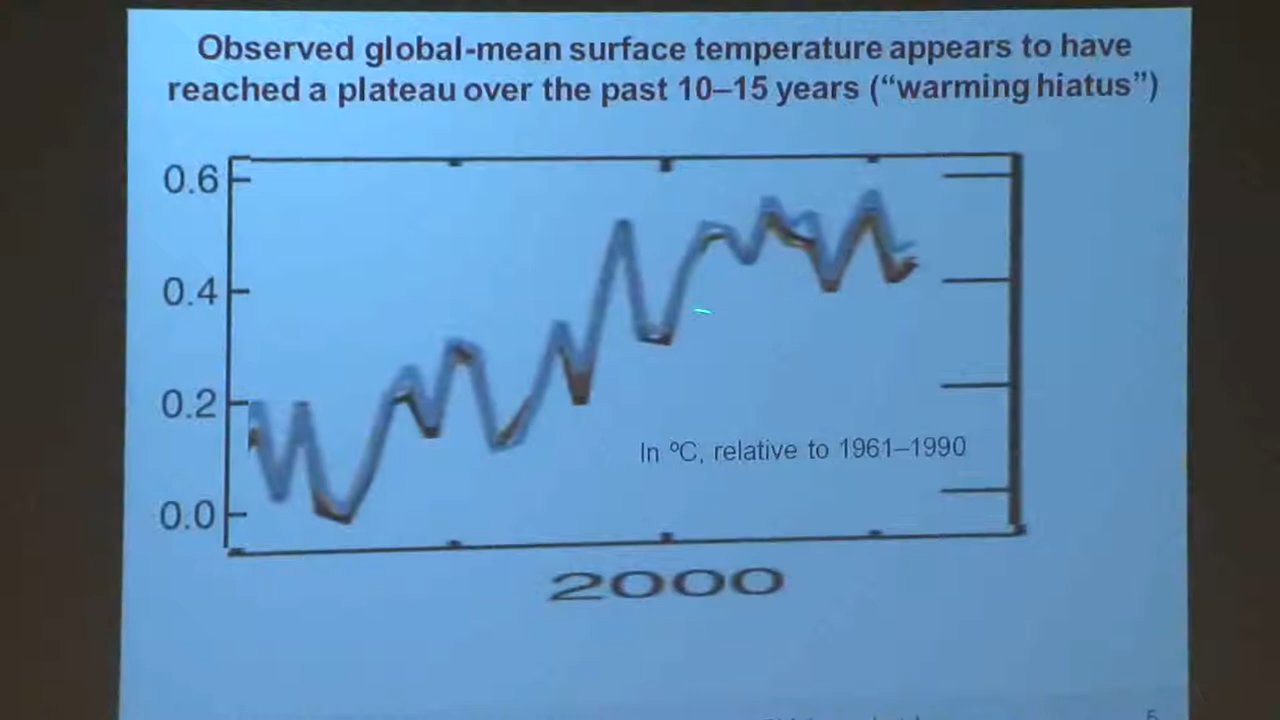 Observed global-mean surface temperature appears to have
reached a plateau over the past 10–15 years (“warming hiatus”)
0.6
0.4
0.2
In ºC, relative to 1961–1990
0.0
2000
5